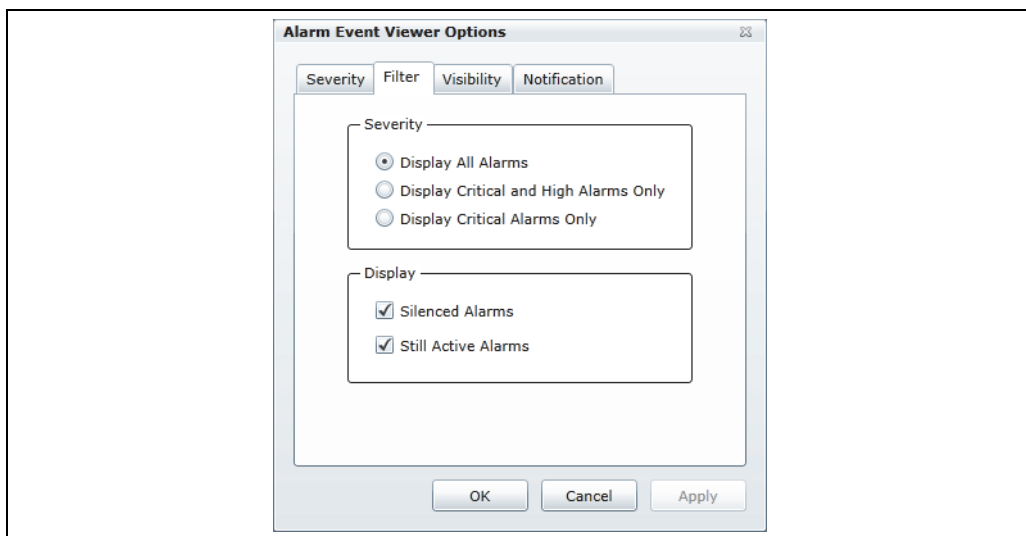 Alarm Event Viewer Options
Severity Filter Visibility Notification
Severity
Display All Alarms
Display Critical and High Alarms Only
Display Critical Alarms Only
Display
Silenced Alarms
Still Active Alarms
OK Cancel Apply